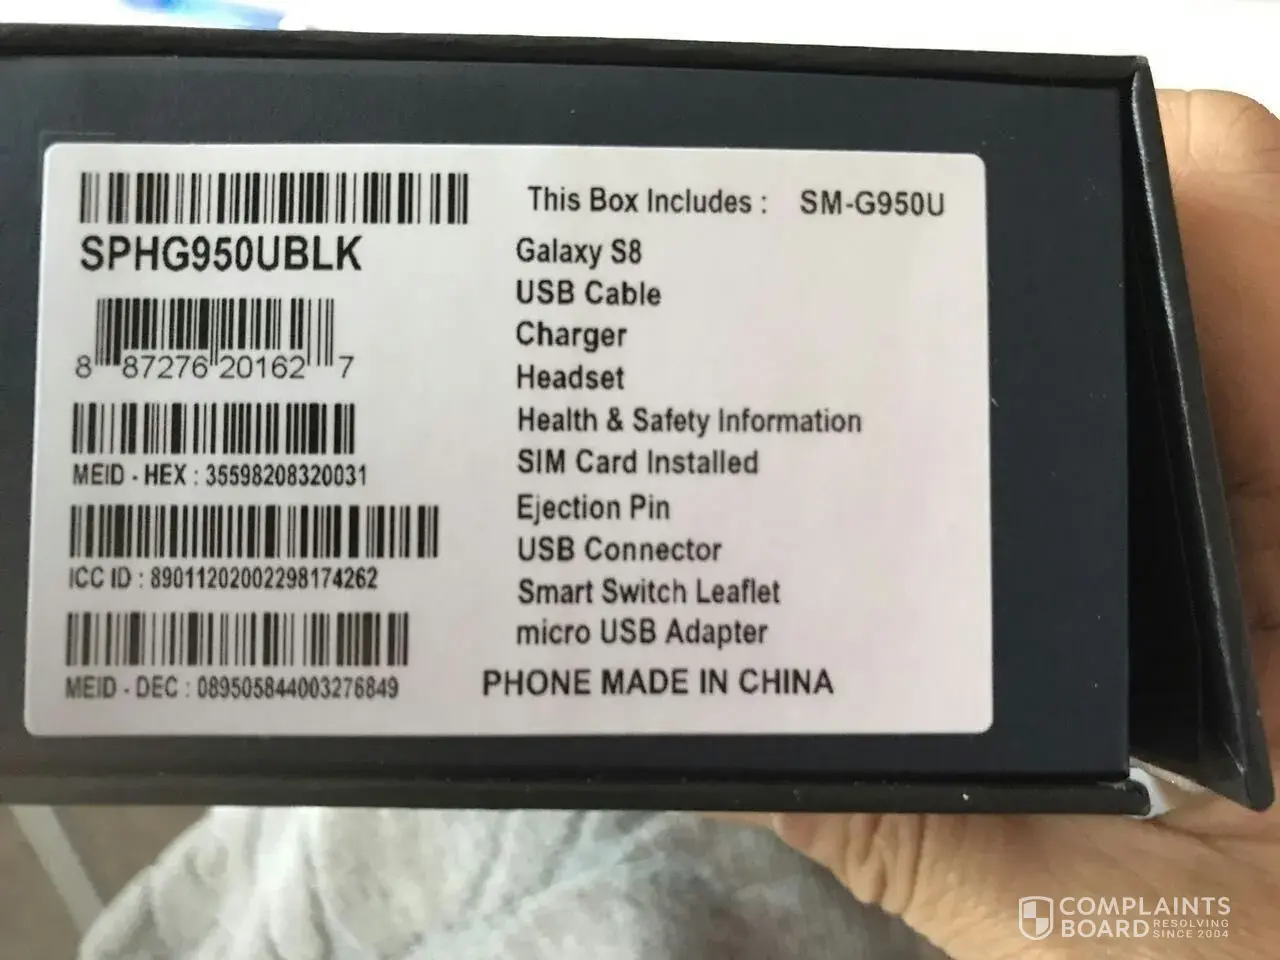 SPHG950UBLK
8 87276 20162 7
MEID - HEX : 35598208320031
ICC ID : 89011202002298174262
MEID - DEC : 089505844003276849
This Box Includes : SM-G950U
Galaxy S8
USB Cable
Charger
Headset
Health & Safety Information
SIM Card Installed
Ejection Pin
USB Connector
Smart Switch Leaflet
micro USB Adapter
PHONE MADE IN CHINA
COMPLAINTS
BOARD RESOLVING
SINCE 2004